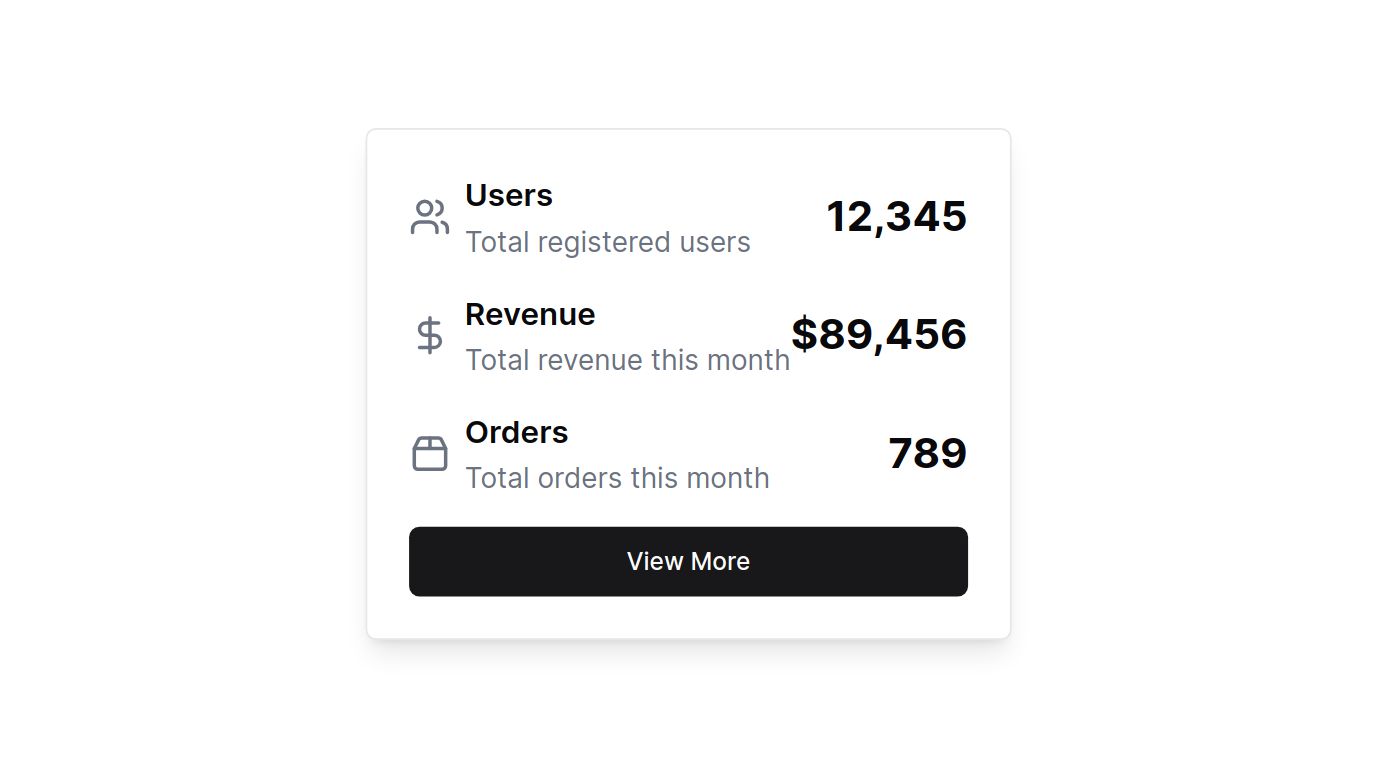 Users
12,345
Total registered users
Revenue
$89,456
Total revenue this month
Orders
789
Total orders this month
View More